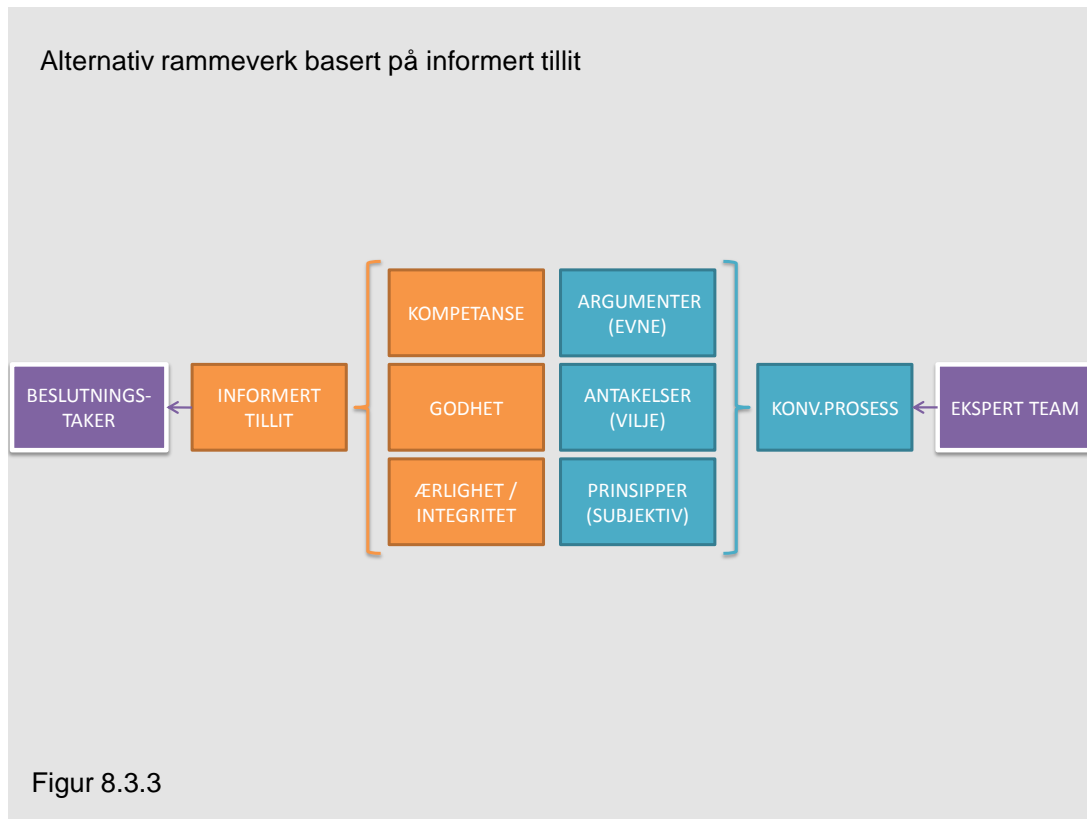 Alternativ rammeverk basert på informert tillit
BESLUTNINGS-
TAKER
INFORMERT
TILLIT
KOMPETANSE
GODHET
ÆRLIGHET /
INTEGRITET
ARGUMENTER
(EVNE)
ANTAKELSER
(VILJE)
PRINSIPPER
(SUBJEKTIV)
KONV.PROSESS
EKSPERT TEAM
Figur 8.3.3